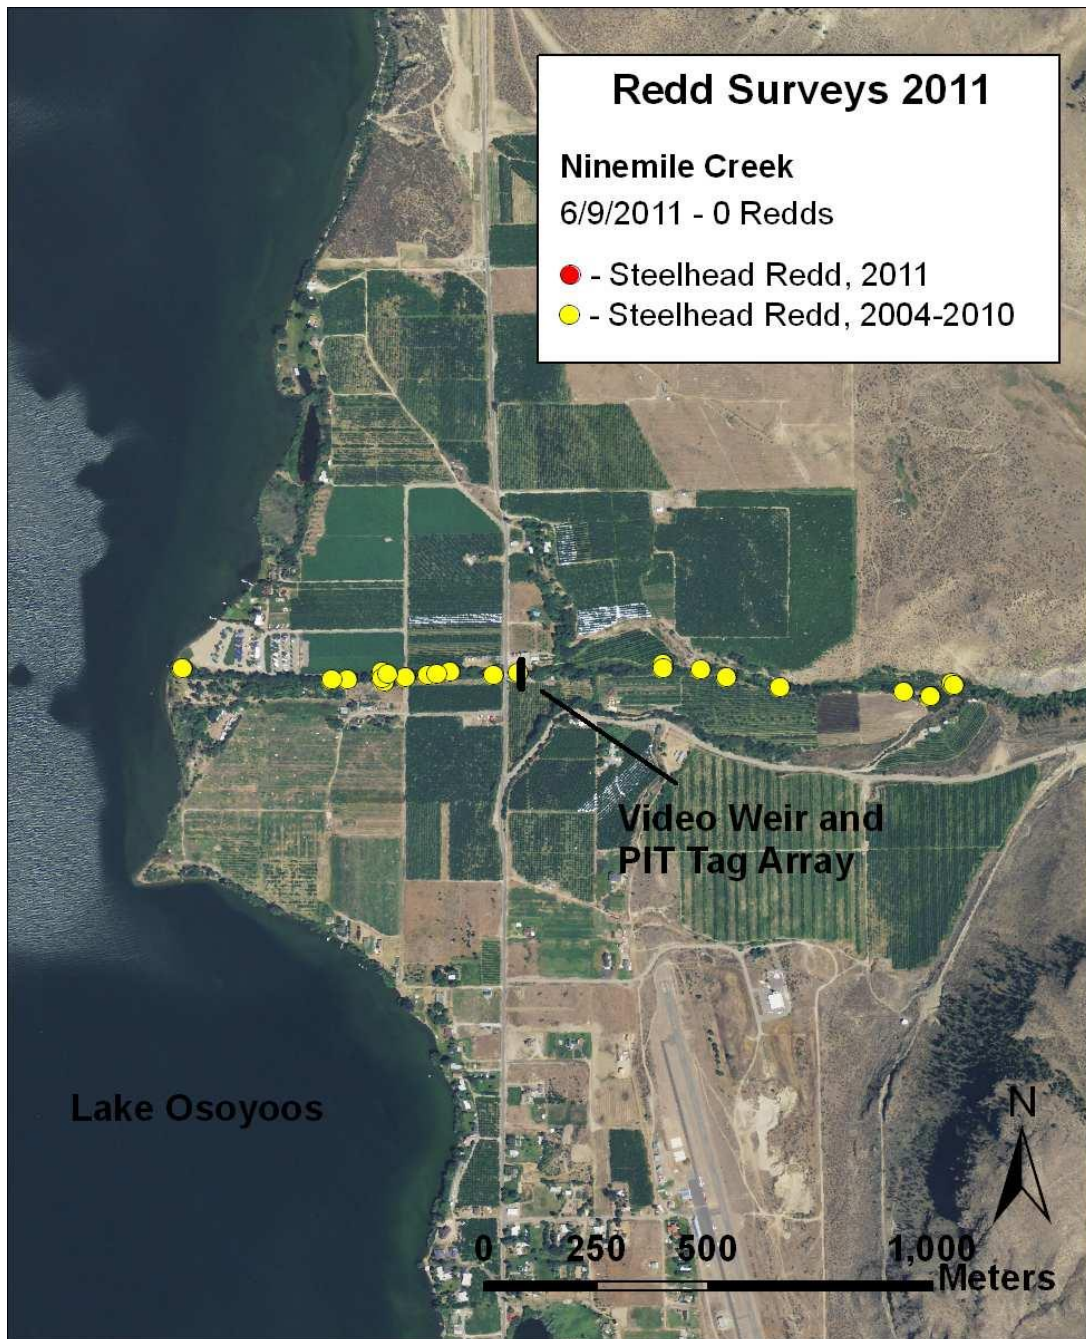 Redd Surveys 2011
Ninemile Creek
6/9/2011 - 0 Redds
- Steelhead Redd, 2011
- Steelhead Redd, 2004-2010
Video Weir and
PIT Tag Array
Lake Osoyoos
N
0 250 500 1,000
Meters